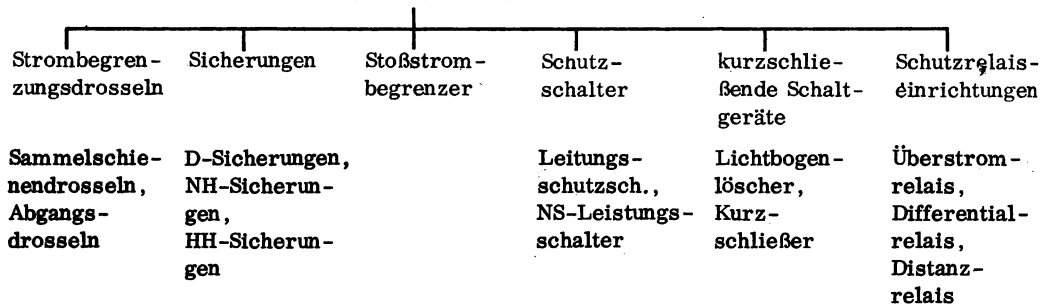 Strombegren-
zungsdrosseln
Sicherungen
Stoßstrom-
begrenzer
Schutz-
schalter
kurzschlie-
ßende Schalt-
geräte
Schutzrelais-
einrichtungen
Sammelschie-
nendrosseln,
Abgangs-
drosseln
D-Sicherungen,
NH-Sicherun-
gen,
HH-Sicherun-
gen
Leitungs-
schutzsch.,
NS-Leistungs-
schalter
Lichtbogen-
löscher,
Kurz-
schließer
Überstrom-
relais,
Differential-
relais,
Distanz-
relais